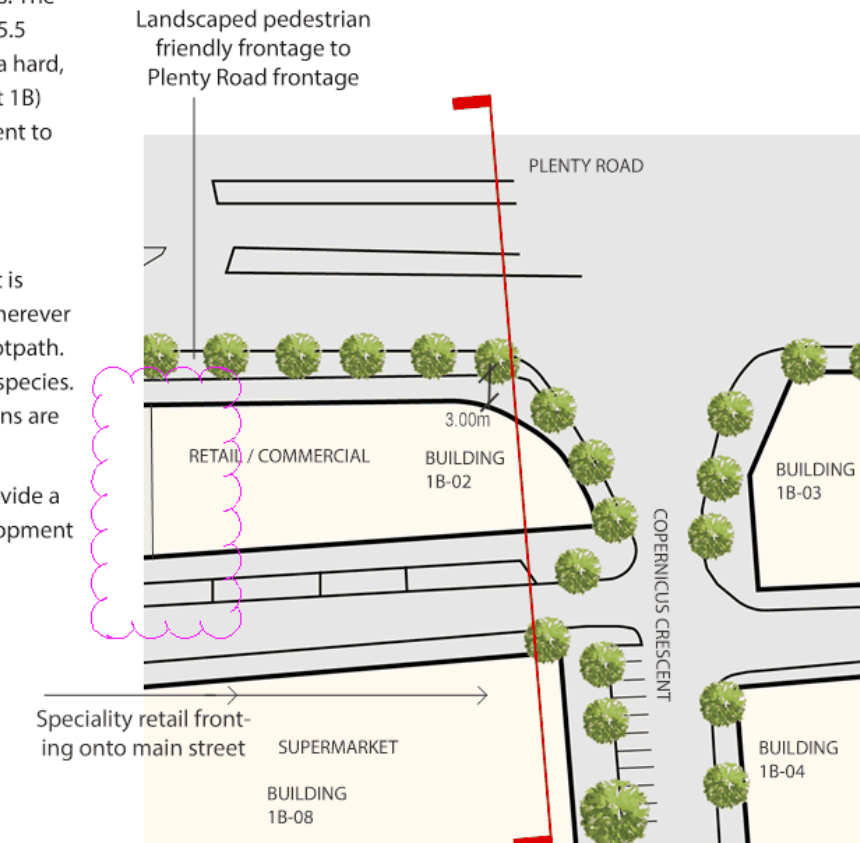 s. The
5.5
a hard,
t 1B)
ent to
t is
herever
otpath.
species.
ns are
vide a
opment
Landscaped pedestrian
friendly frontage to
Plenty Road frontage
PLENTY ROAD
3.00m
RETAIL / COMMERCIAL
BUILDING
1B-02
BUILDING
1B-03
COPERNICUS CRESCENT
Speciality retail front-
ing onto main street
SUPERMARKET
BUILDING
1B-08
BUILDING
1B-04